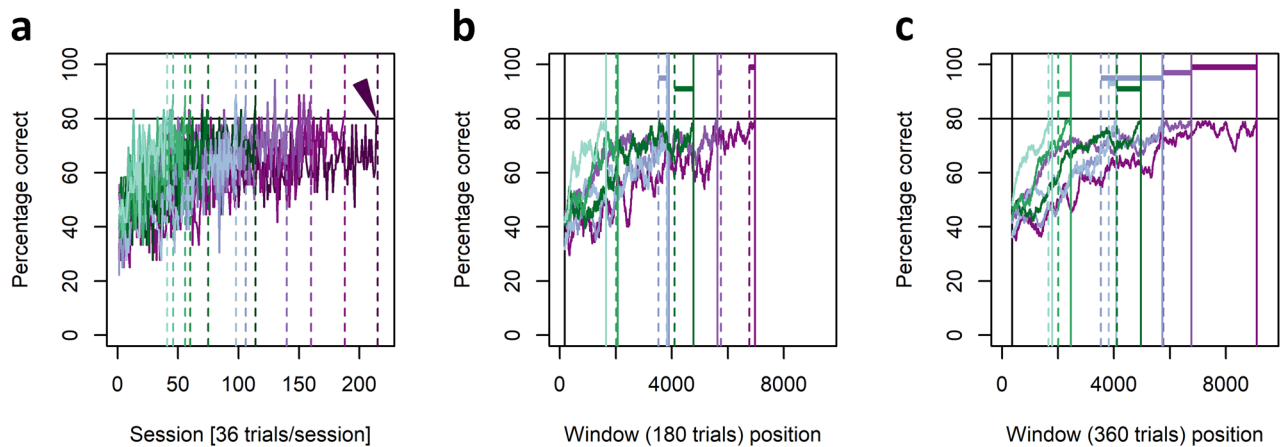 a
Percentage correct
100
80
60
40
20
0
0 50 100 150 200
Session [36 trials/session]
b
Percentage correct
100
80
60
40
20
0
0 4000 8000
Window (180 trials) position
c
Percentage correct
100
80
60
40
20
0
0 4000 8000
Window (360 trials) position